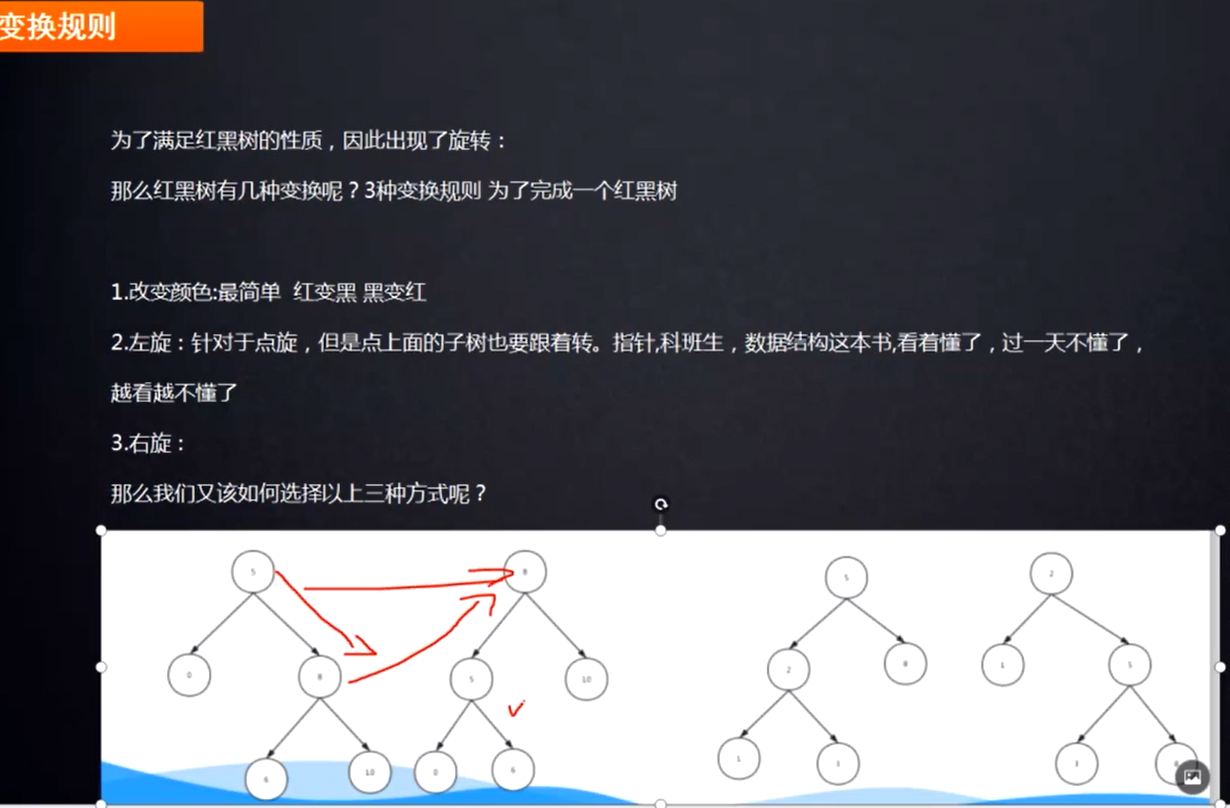 变换规则
为了满足红黑树的性质，因此出现了旋转：
那么红黑树有几种变换呢？3种变换规则 为了完成一个红黑树
1.改变颜色:最简单 红变黑 黑变红
2.左旋：针对于点旋，但是点上面的子树也要跟着转。指针,科班生，数据结构这本书,看着懂了，过一天不懂了，
越看越不懂了
3.右旋：
那么我们又该如何选择以上三种方式呢？
5 8 5 2
0 8 5 10 2 8 1
6 10 0 6 1